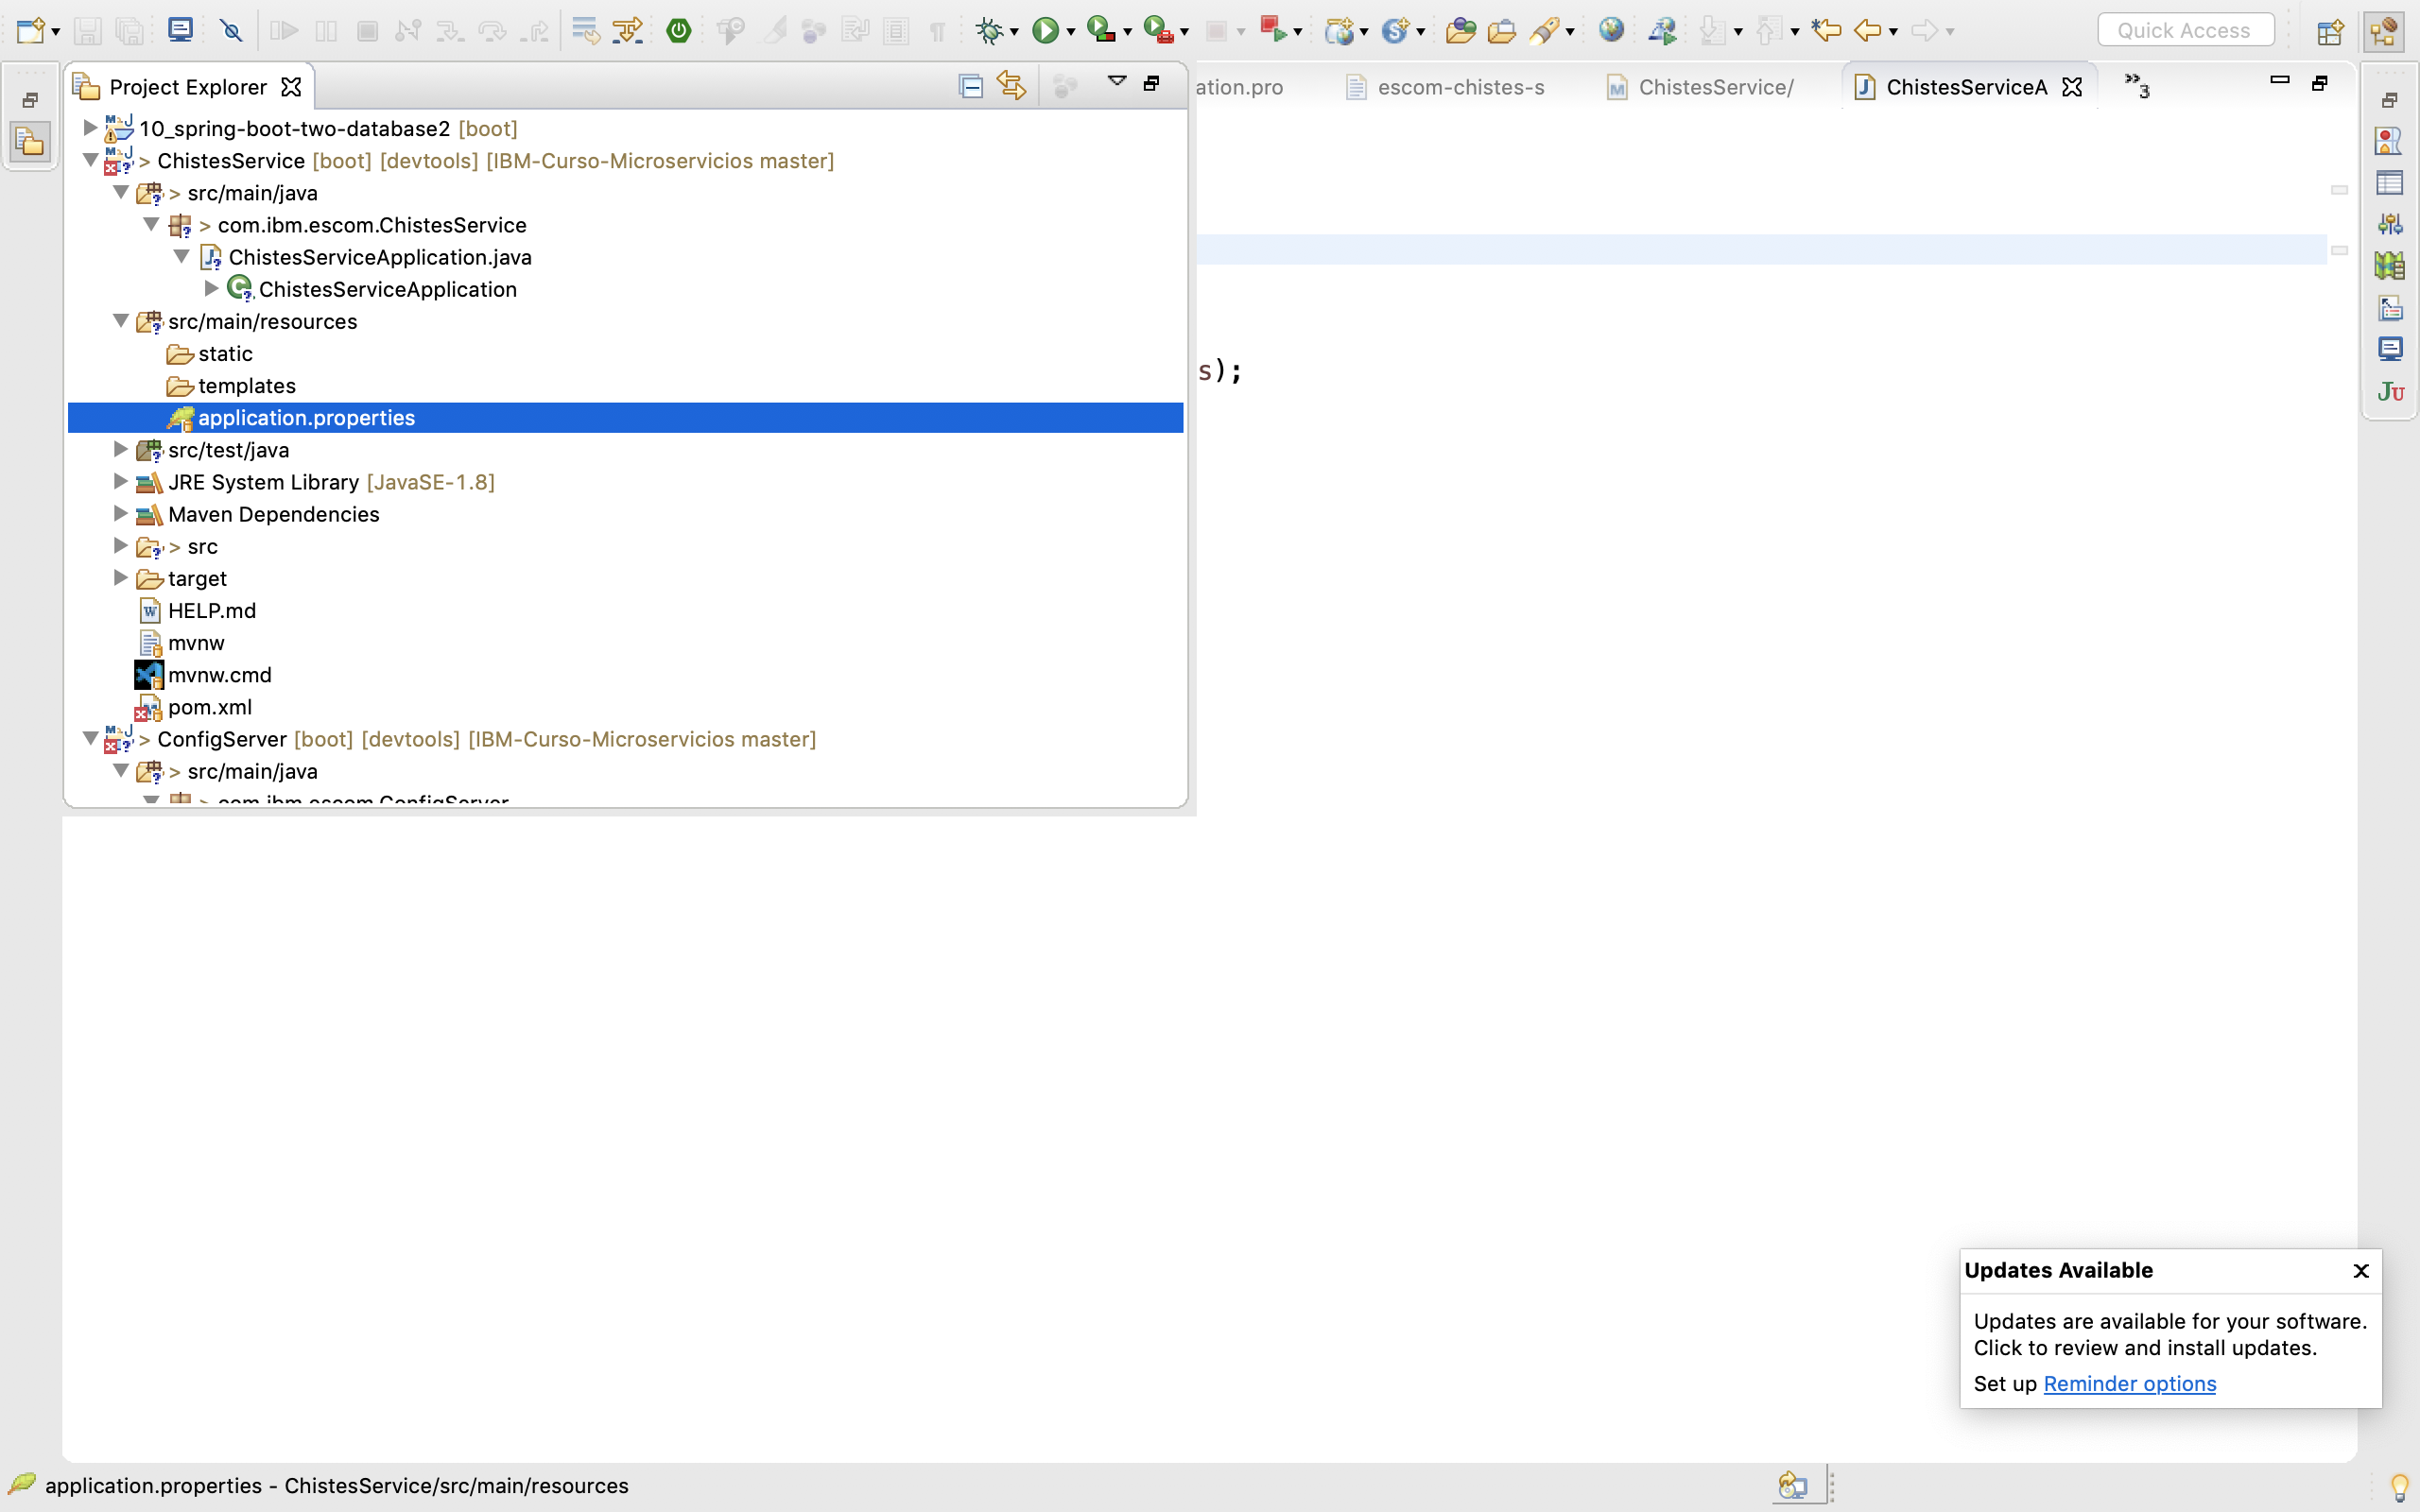 Quick Access
Project Explorer
ation.pro
escom-chistes-s
ChistesService/
ChistesServiceA
3
10_spring-boot-two-database2 [boot]
> ChistesService [boot] [devtools] [IBM-Curso-Microservicios master]
> src/main/java
> com.ibm.escom.ChistesService
ChistesServiceApplication.java
ChistesServiceApplication
src/main/resources
static
templates
s);
application.properties
src/test/java
JRE System Library [JavaSE-1.8]
Maven Dependencies
> src
target
HELP.md
mvnw
mvnw.cmd
pom.xml
> ConfigServer [boot] [devtools] [IBM-Curso-Microservicios master]
> src/main/java
> com.ibm.escom.ConfigServer
Updates Available
Updates are available for your software.
Click to review and install updates.
Set up Reminder options
application.properties - ChistesService/src/main/resources